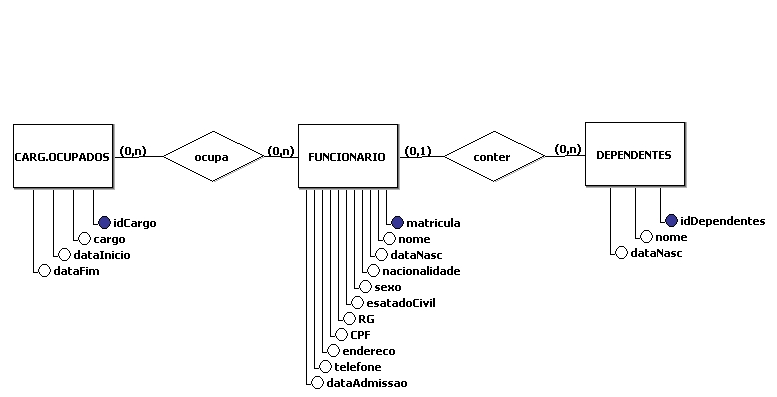 CARG.OCUPADOS
(0,n)
ocupa
(0,n)
FUNCIONARIO
(0,1)
conter
(0,n)
DEPENDENTES
idCargo
cargo
dataInicio
dataFim
matricula
nome
dataNasc
nacionalidade
sexo
esatadoCivil
RG
CPF
endereco
telefone
dataAdmissao
idDependentes
nome
dataNasc